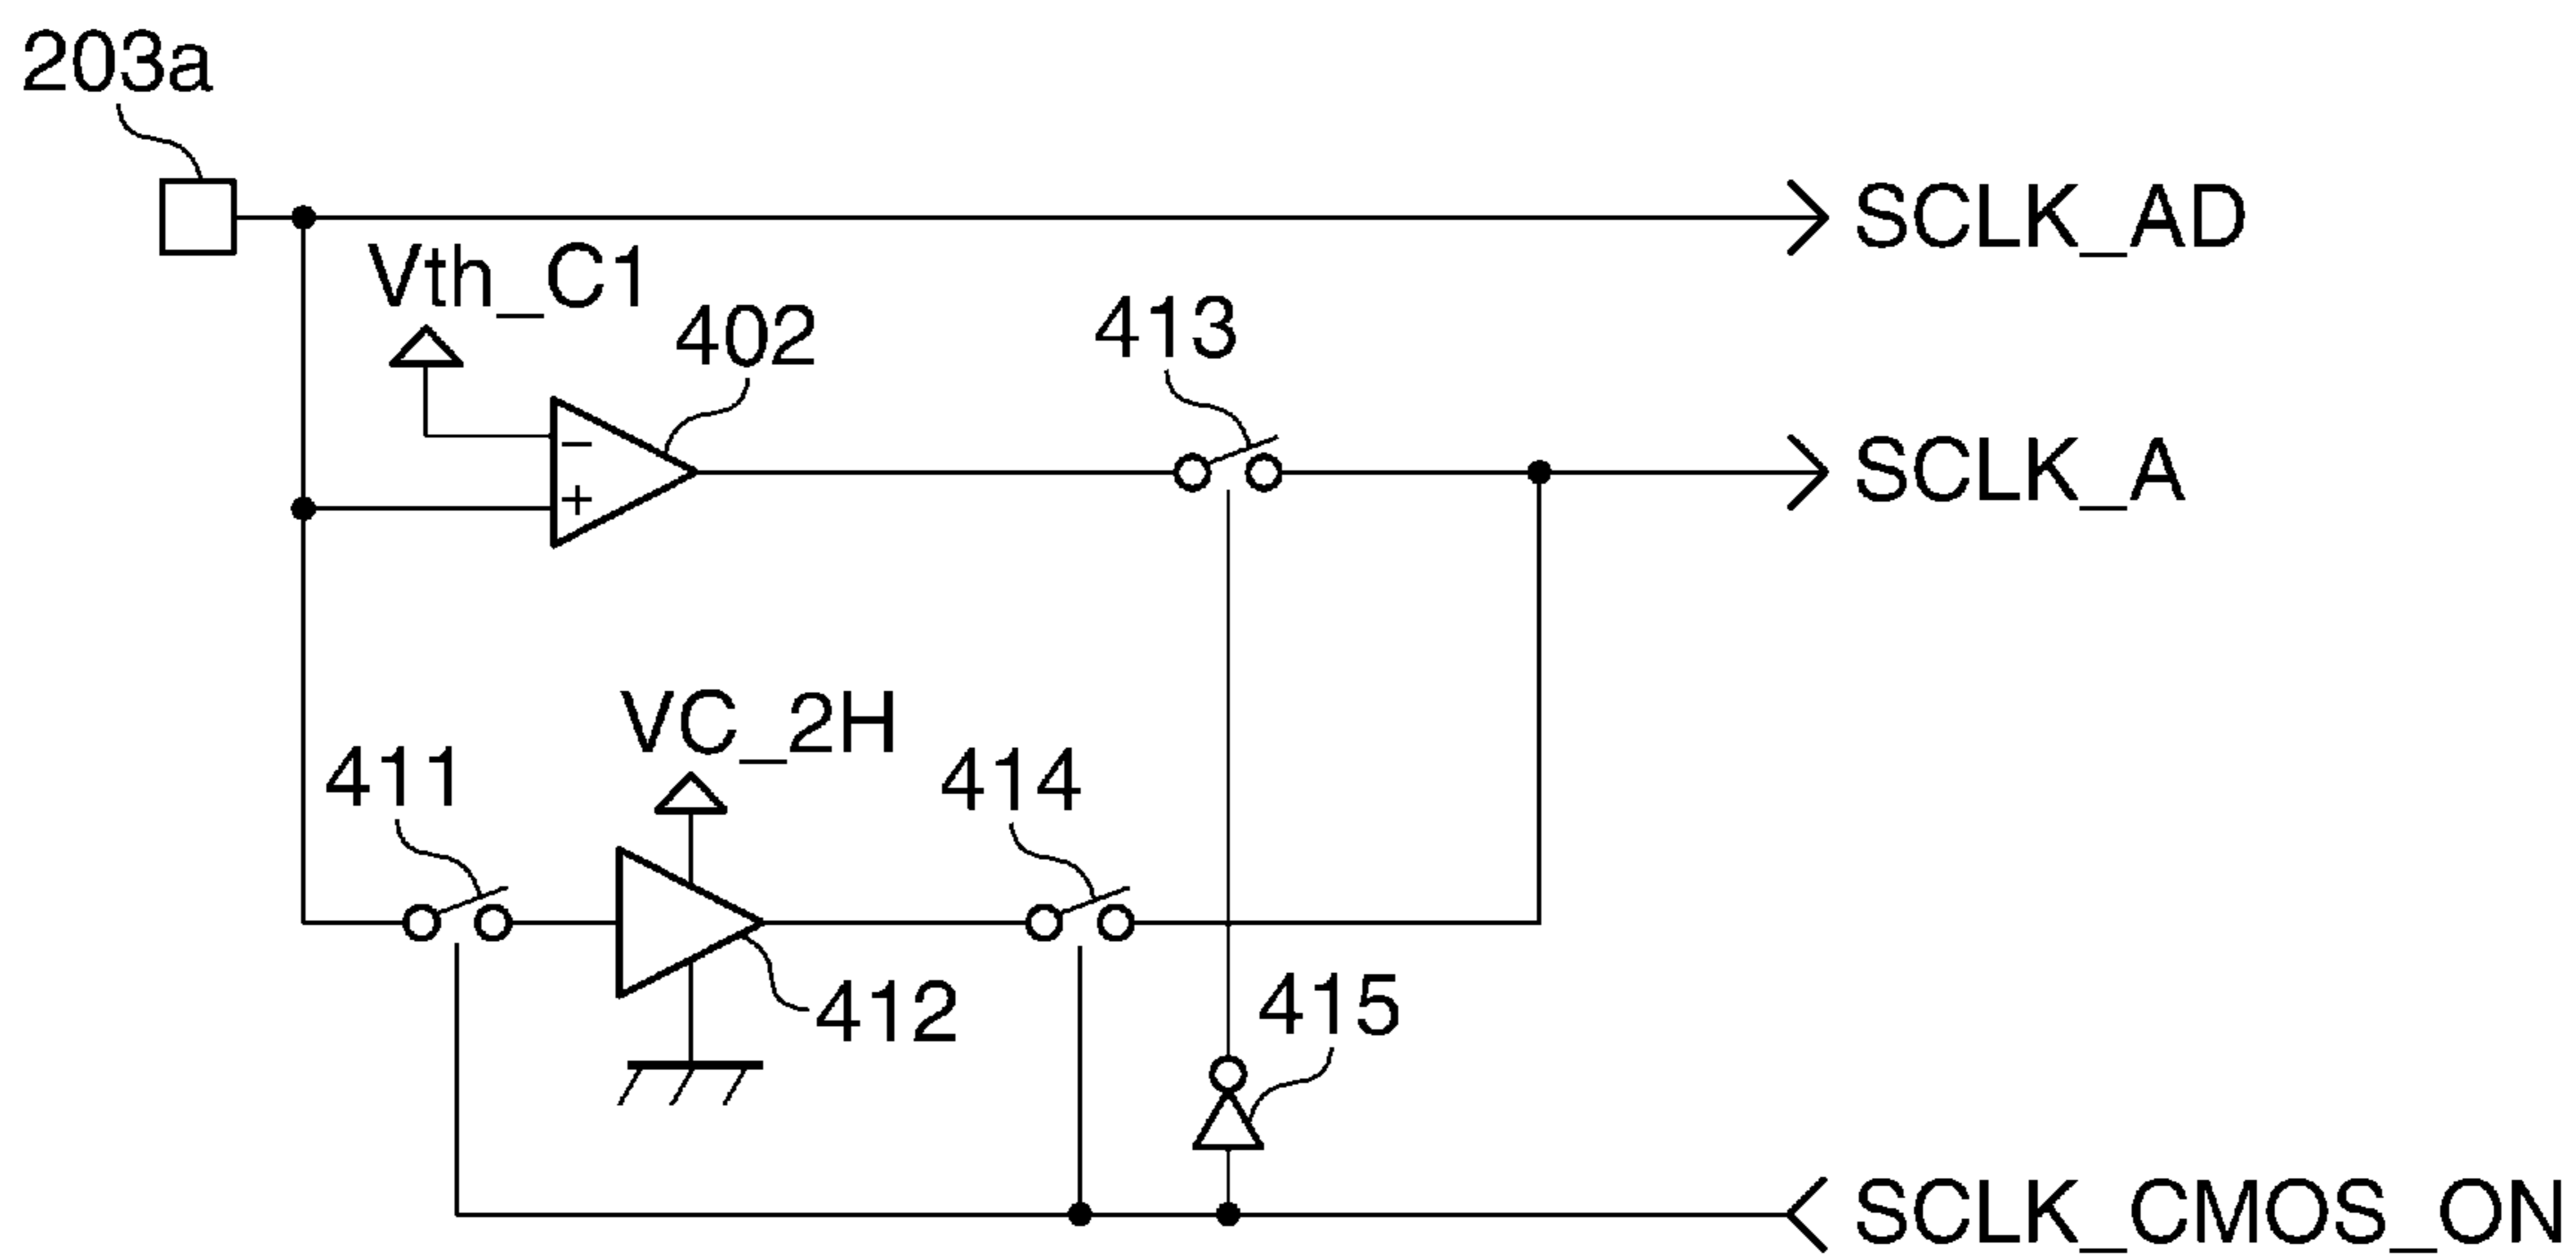 203a
SCLK_AD
Vth_C1
402
413
−
+
SCLK_A
VC_2H
411
414
412
415
SCLK_CMOS_ON